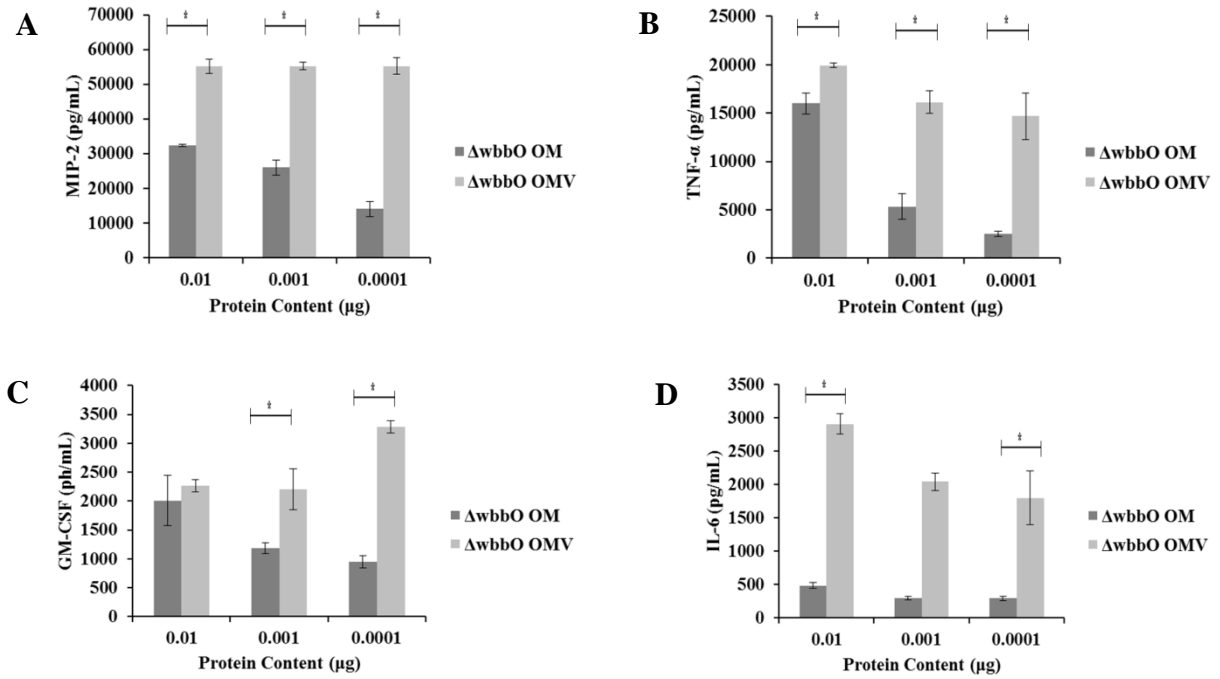 A
MIP-2 (pg/mL)
70000
60000
50000
40000
30000
20000
10000
0
*
*
*
0.01
0.001
0.0001
Protein Content (µg)
ΔwbbO OM
ΔwbbO OMV
B
TNF-α (pg/mL)
25000
20000
15000
10000
5000
0
*
*
*
0.01
0.001
0.0001
Protein Content (µg)
ΔwbbO OM
ΔwbbO OMV
C
GM-CSF (ph/mL)
4000
3500
3000
2500
2000
1500
1000
500
0
*
*
0.01
0.001
0.0001
Protein Content (µg)
ΔwbbO OM
ΔwbbO OMV
D
IL-6 (pg/mL)
3500
3000
2500
2000
1500
1000
500
0
*
*
0.01
0.001
0.0001
Protein Content (µg)
ΔwbbO OM
ΔwbbO OMV